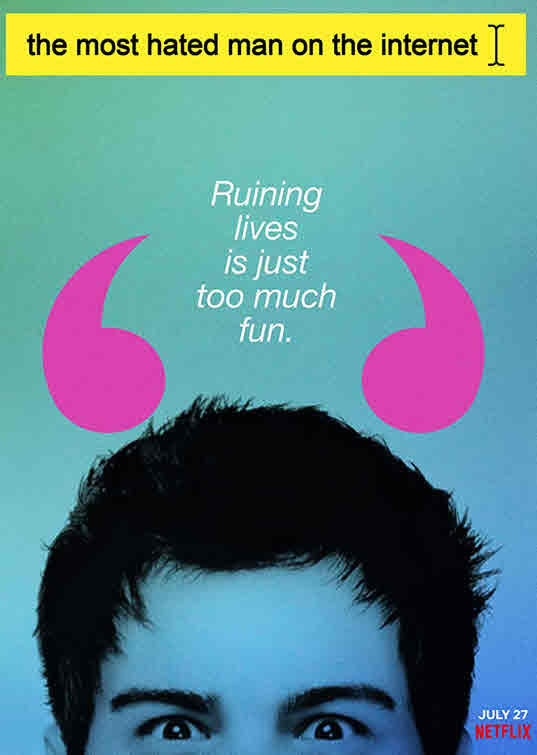 the most hated man on the internet
Ruining
lives
is just
too much
fun.
JULY 27
NETFLIX